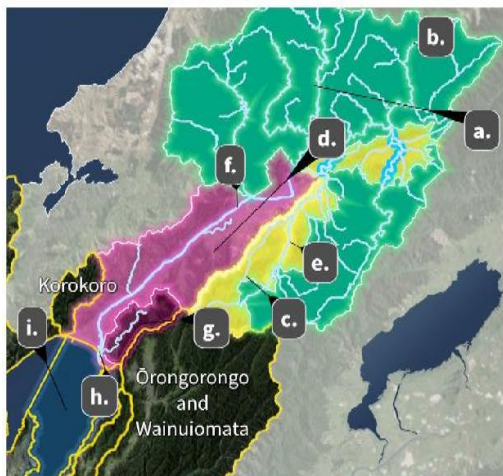 b.
a.
d.
f.
e.
Korokoro
c.
i.
g.
h.
Ōrongorongo
and
Wainuiomata